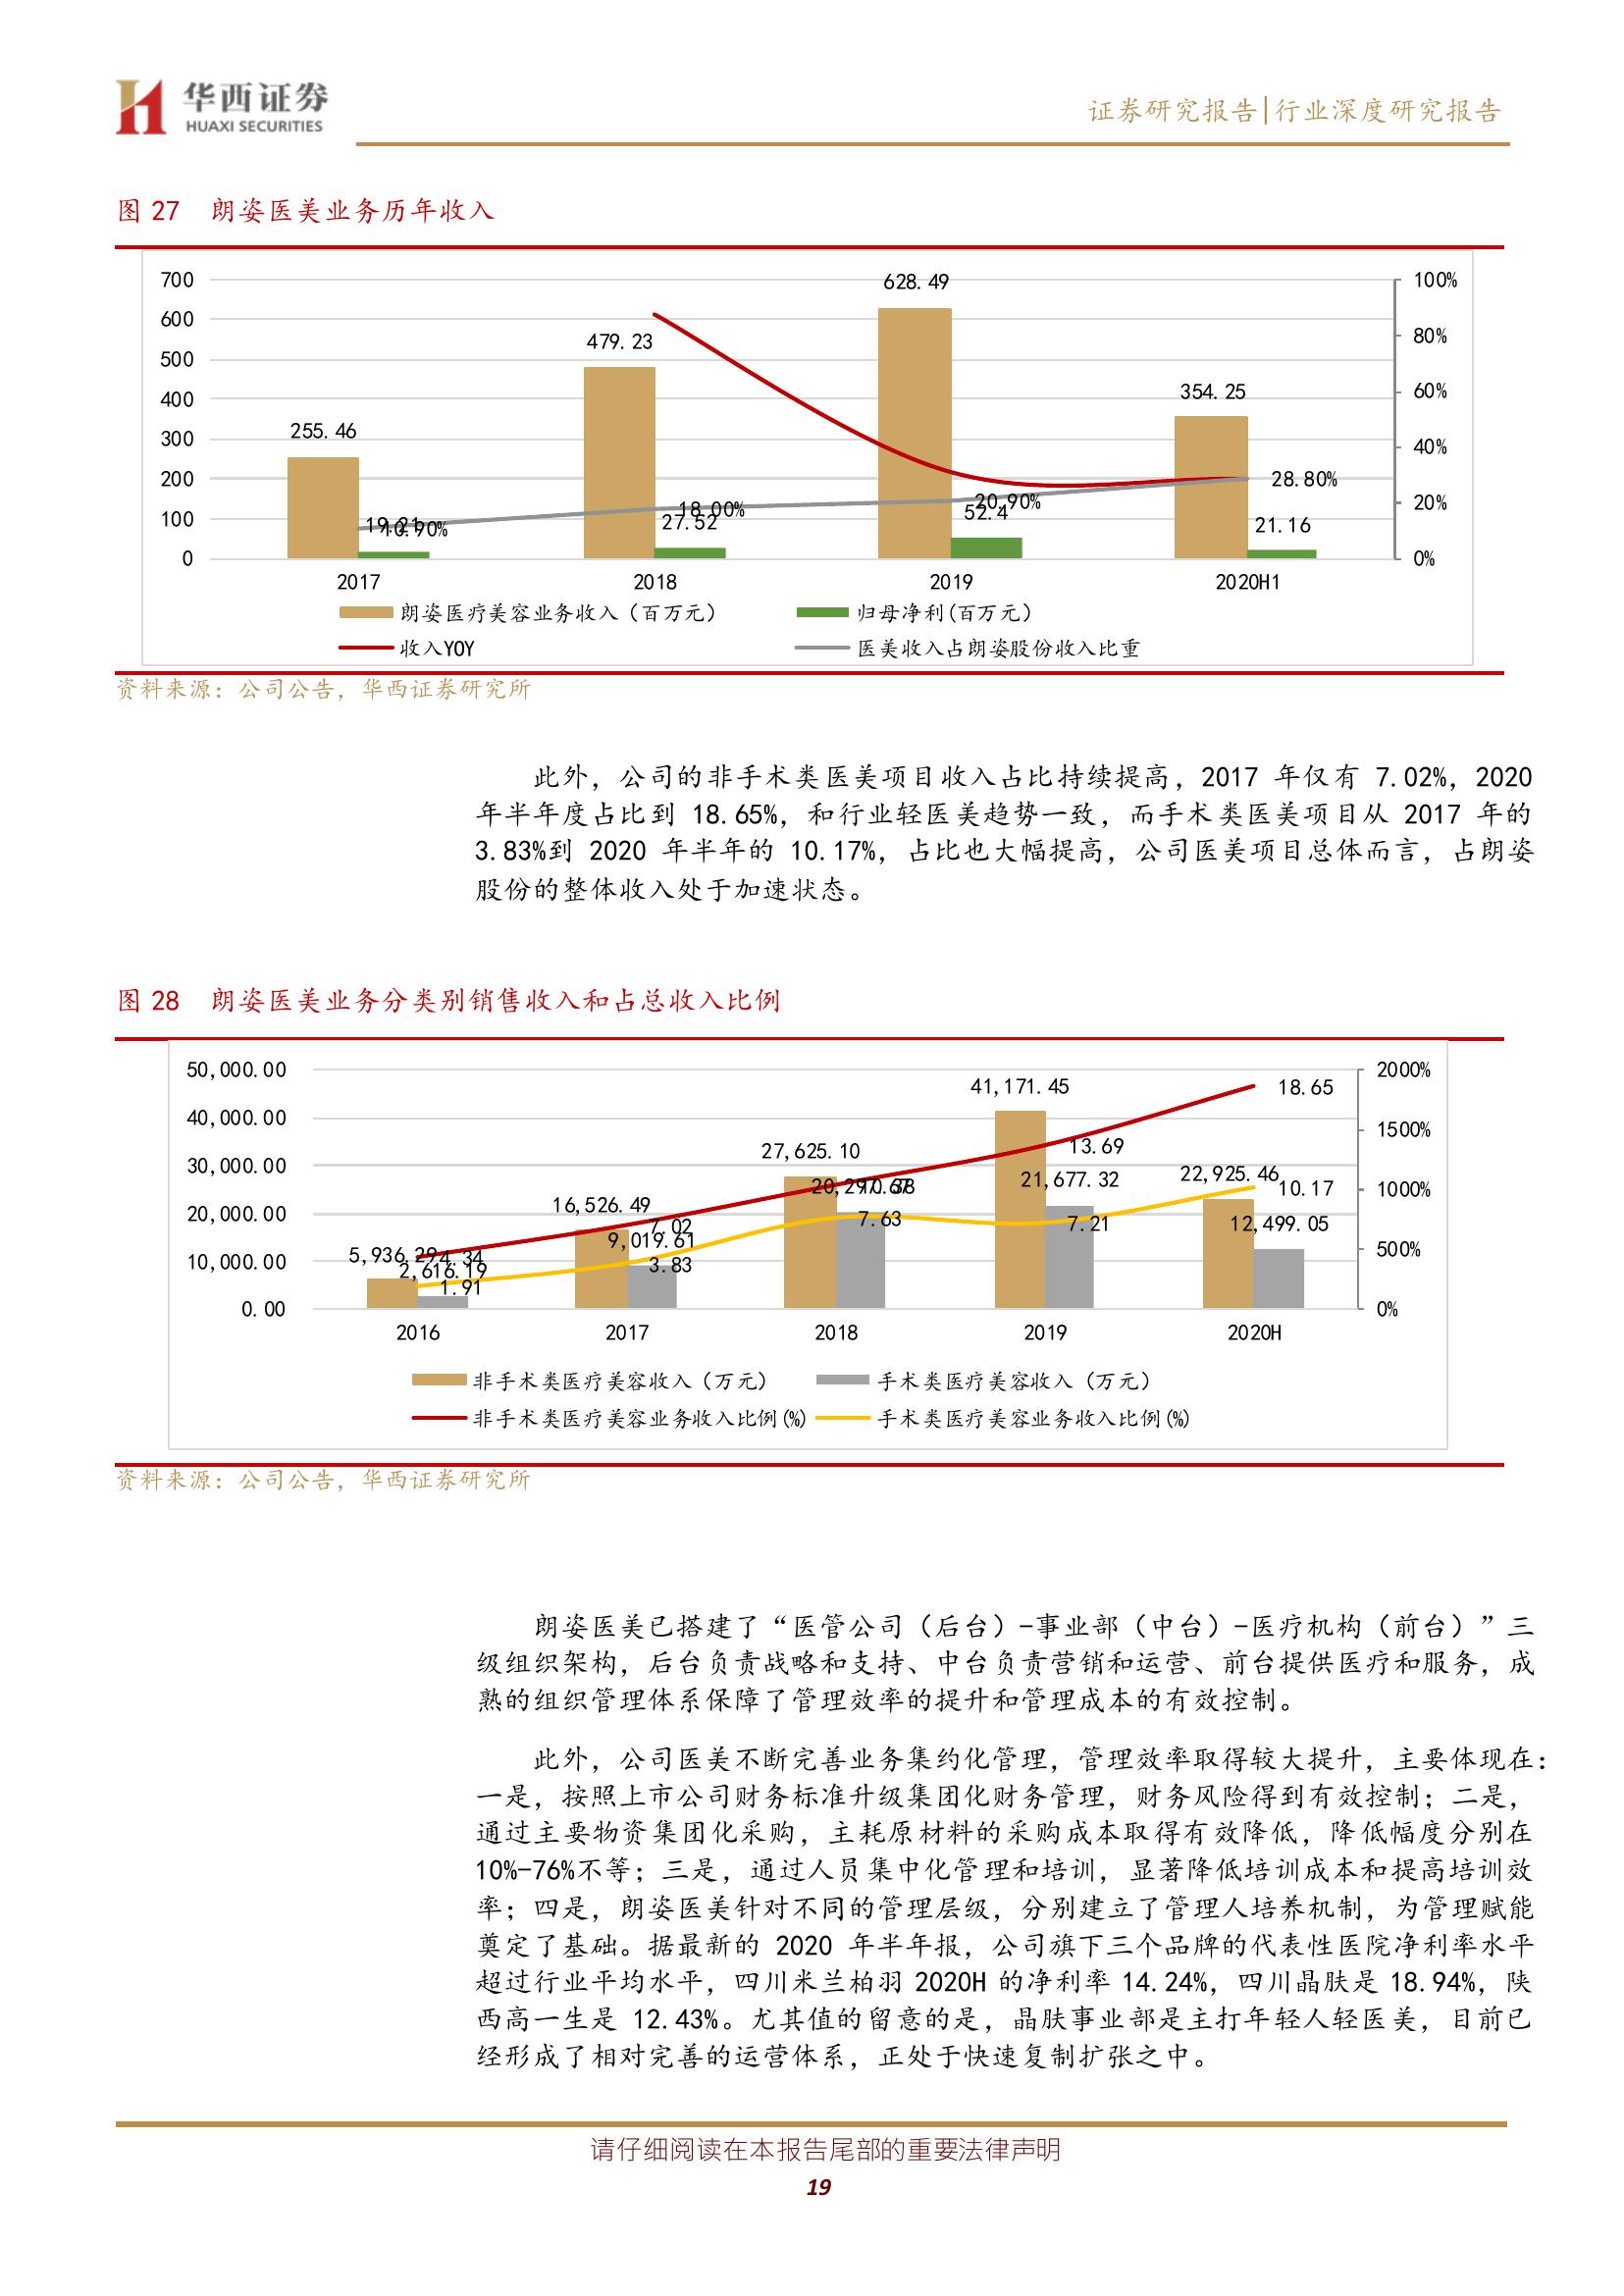 华西证券
HUAXI SECURITIES
证券研究报告|行业深度研究报告
图 27 朗姿医美业务历年收入
700
600
500
400
300
200
100
0
100%
80%
60%
40%
20%
0%
255.46
479.23
628.49
354.25
19.21
10.90%
18.00%
27.52
20.90%
52.4
28.80%
21.16
2017
2018
2019
2020H1
朗姿医疗美容业务收入（百万元）
归母净利(百万元)
收入YOY
医美收入占朗姿股份收入比重
资料来源：公司公告，华西证券研究所
此外，公司的非手术类医美项目收入占比持续提高，2017 年仅有 7.02%，2020
年半年度占比到 18.65%，和行业轻医美趋势一致，而手术类医美项目从 2017 年的
3.83%到 2020 年半年的 10.17%，占比也大幅提高，公司医美项目总体而言，占朗姿
股份的整体收入处于加速状态。
图 28 朗姿医美业务分类别销售收入和占总收入比例
50,000.00
40,000.00
30,000.00
20,000.00
10,000.00
0.00
2000%
1500%
1000%
500%
0%
4.34
2,616.19
1.91
16,526.49
7.02
9,019.61
3.83
27,625.10
7.63
41,171.45
13.69
21,677.32
7.21
18.65
22,925.46
10.17
12,499.05
2016
2017
2018
2019
2020H
非手术类医疗美容收入（万元）
手术类医疗美容收入（万元）
非手术类医疗美容业务收入比例(%)
手术类医疗美容业务收入比例(%)
资料来源：公司公告，华西证券研究所
朗姿医美已搭建了“医管公司（后台）-事业部（中台）-医疗机构（前台）”三
级组织架构，后台负责战略和支持、中台负责营销和运营、前台提供医疗和服务，成
熟的组织管理体系保障了管理效率的提升和管理成本的有效控制。
此外，公司医美不断完善业务集约化管理，管理效率取得较大提升，主要体现在：
一是，按照上市公司财务标准升级集团化财务管理，财务风险得到有效控制；二是，
通过主要物资集团化采购，主耗原材料的采购成本取得有效降低，降低幅度分别在
10%-76%不等；三是，通过人员集中化管理和培训，显著降低培训成本和提高培训效
率；四是，朗姿医美针对不同的管理层级，分别建立了管理人培养机制，为管理赋能
奠定了基础。据最新的 2020 年半年报，公司旗下三个品牌的代表性医院净利率水平
超过行业平均水平，四川米兰柏羽 2020H 的净利率 14.24%，四川晶肤是 18.94%，陕
西高一生是 12.43%。尤其值的留意的是，晶肤事业部是主打年轻人轻医美，目前已
经形成了相对完善的运营体系，正处于快速复制扩张之中。
请仔细阅读在本报告尾部的重要法律声明
19